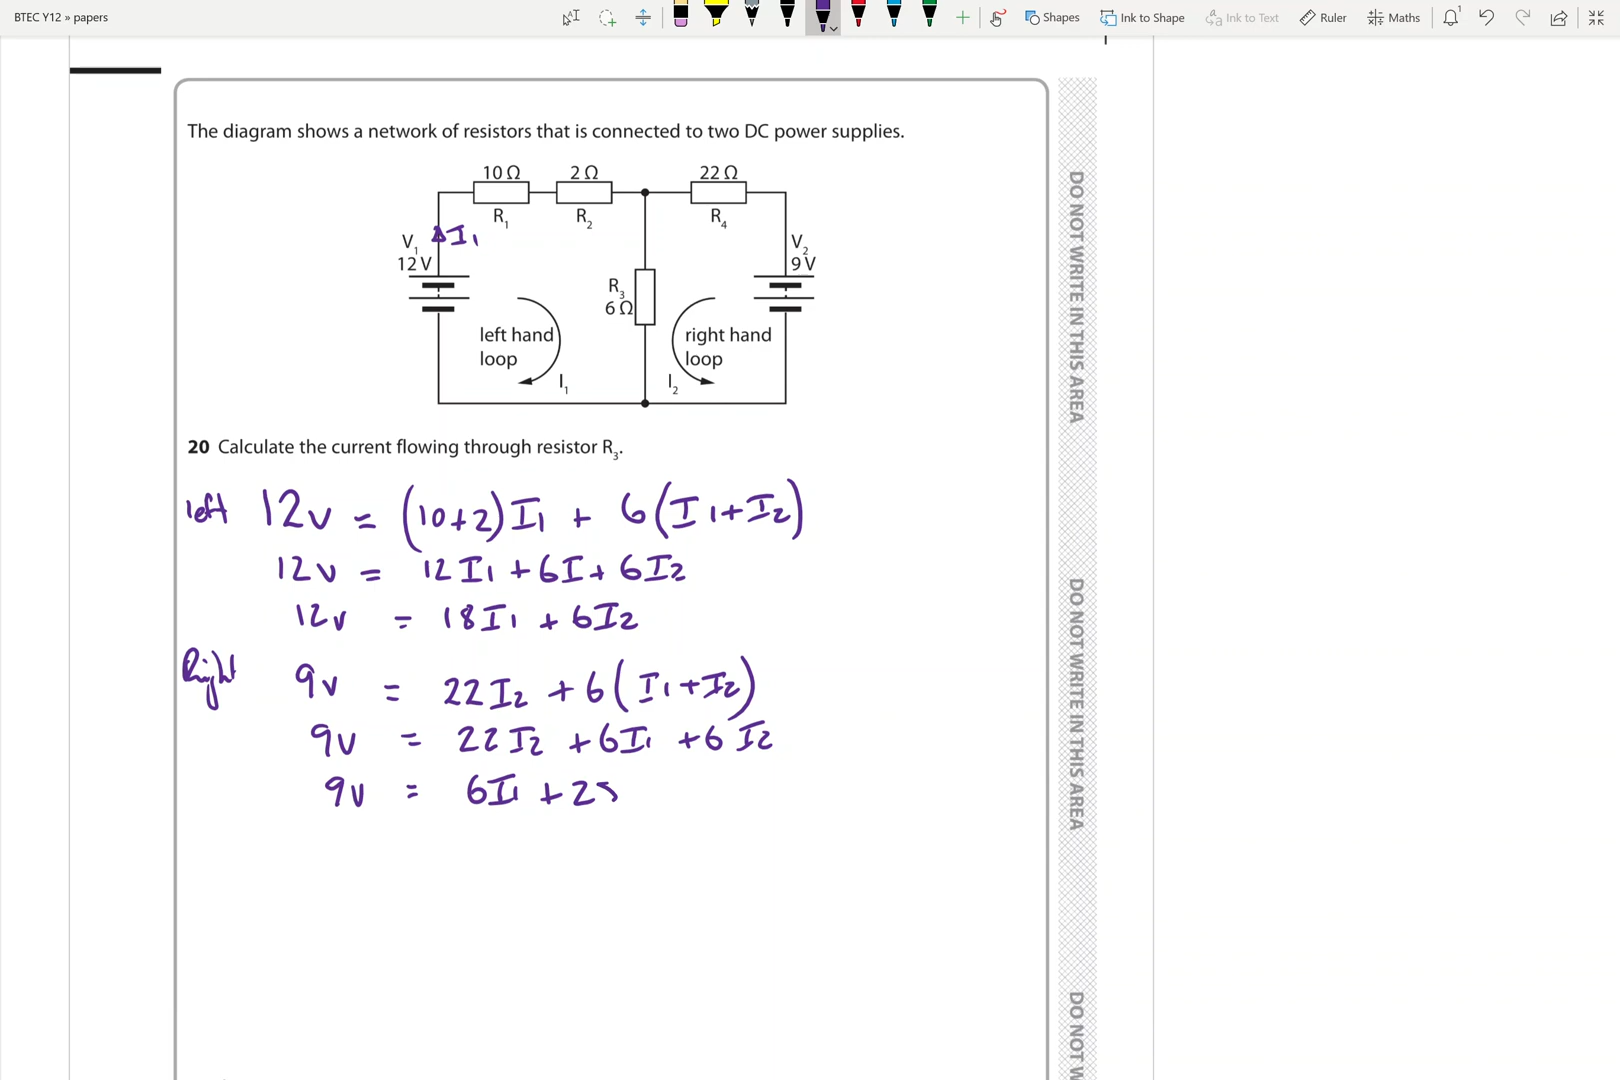 BTEC Y12 » papers
Shapes
Ink to Shape
Ink to Text
Ruler
Maths
1
The diagram shows a network of resistors that is connected to two DC power supplies.
10 Ω
2 Ω
22 Ω
R1
R2
R4
V1
12 V
I1
V2
9 V
R3
6 Ω
left hand
loop
I1
right hand
loop
I2
20 Calculate the current flowing through resistor R3.
left 12v = (10+2)I1 + 6(I1+I2)
12v = 12I1 + 6I + 6I2
12v = 18I1 + 6I2
Right 9v = 22I2 + 6(I1+I2)
9v = 22I2 + 6I1 + 6I2
9v = 6I1 + 2
DO NOT WRITE IN THIS AREA
DO NOT WRITE IN THIS AREA
DO NOT W